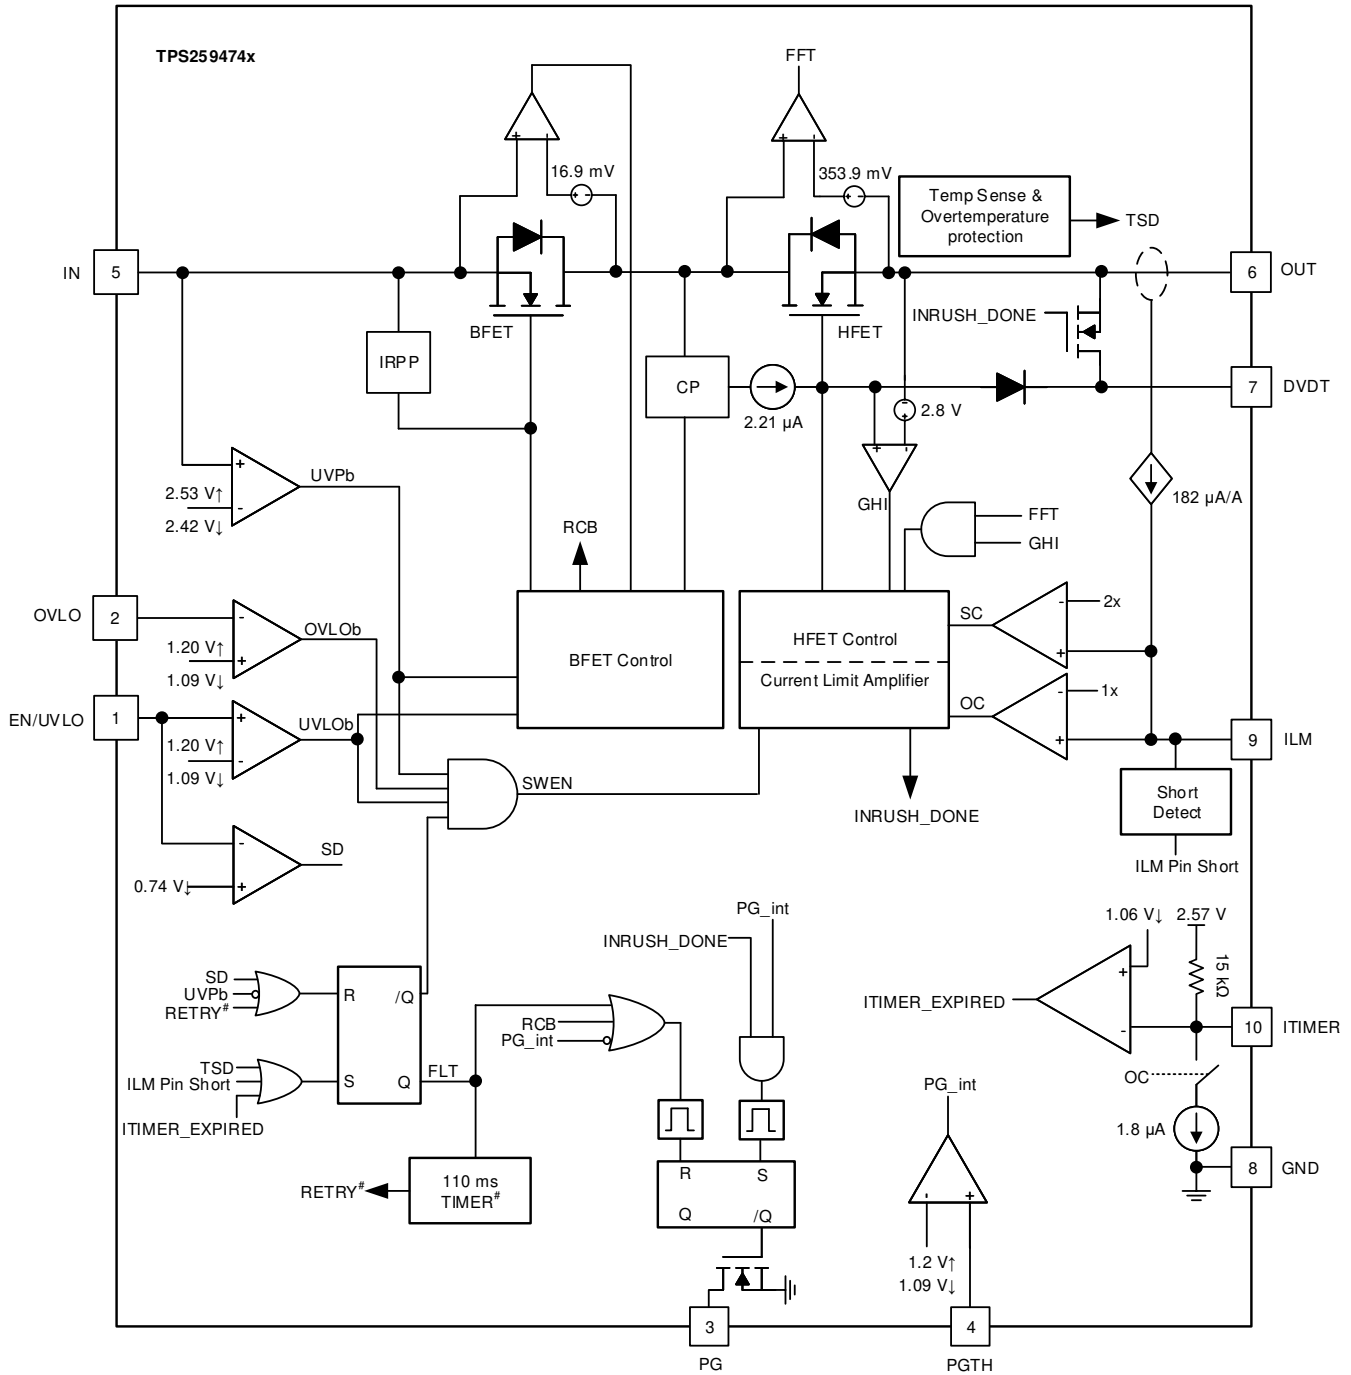 TPS259474x
FFT
+
-
16.9 mV
+ -
+
-
353.9 mV
+ -
Temp Sense &
Overtemperature
protection
TSD
IN
5
6
OUT
BFET
HFET
INRUSH_DONE
IRPP
CP
2.21 µA
-
+
2.8 V
7
DVDT
+
-
GHI
UVPb
+
2.53 V↑
-
2.42 V↓
RCB
182 µA/A
FFT
GHI
OVLO
2
-
OVLOb
1.20 V↑
+
1.09 V↓
BFET Control
HFET Control
Current Limit Amplifier
SC
-
2x
+
OC
-
1x
+
EN/UVLO
1
+
UVLOb
1.20 V↑
-
1.09 V↓
9
ILM
SWEN
INRUSH_DONE
Short
Detect
ILM Pin Short
-
SD
0.74 V↓
+
PG_int
INRUSH_DONE
1.06 V↓
2.57 V
15 kΩ
+
ITIMER_EXPIRED
-
10
ITIMER
SD
UVPb
RETRY#
R
/Q
TSD
ILM Pin Short
ITIMER_EXPIRED
S
Q
FLT
RCB
PG_int
OC
1.8 µA
8
GND
PG_int
110 ms
TIMER#
RETRY#
R
S
Q
/Q
-
+
1.2 V↑
1.09 V↓
3
PG
4
PGTH